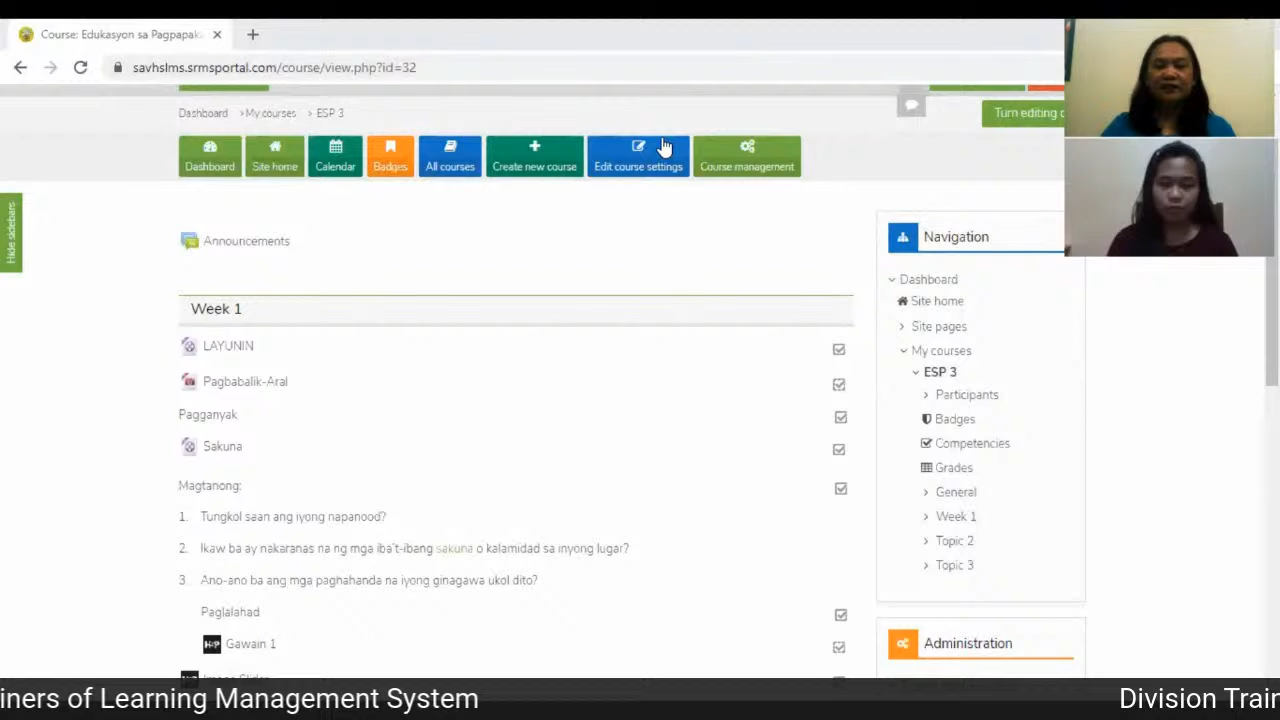 Course: Edukasyon sa Pagpapak
savhslms.srmsportal.com/course/view.php?id=32
Dashboard > My courses > ESP 3
Turn editing
Dashboard
Site home
Calendar
Badges
All courses
Create new course
Edit course settings
Course management
Hide sidebars
Announcements
Week 1
LAYUNIN
Pagbabalik-Aral
Pagganyak
Sakuna
Magtanong:
1. Tungkol saan ang iyong napanood?
2. Ikaw ba ay nakaranas na ng mga iba't-ibang sakuna o kalamidad sa inyong lugar?
3. Ano-ano ba ang mga paghahanda na iyong ginagawa ukol dito?
Paglalahad
H-P Gawain 1
Navigation
Dashboard
Site home
Site pages
My courses
ESP 3
Participants
Badges
Competencies
Grades
General
Week 1
Topic 2
Topic 3
Administration
iners of Learning Management System
Division Train